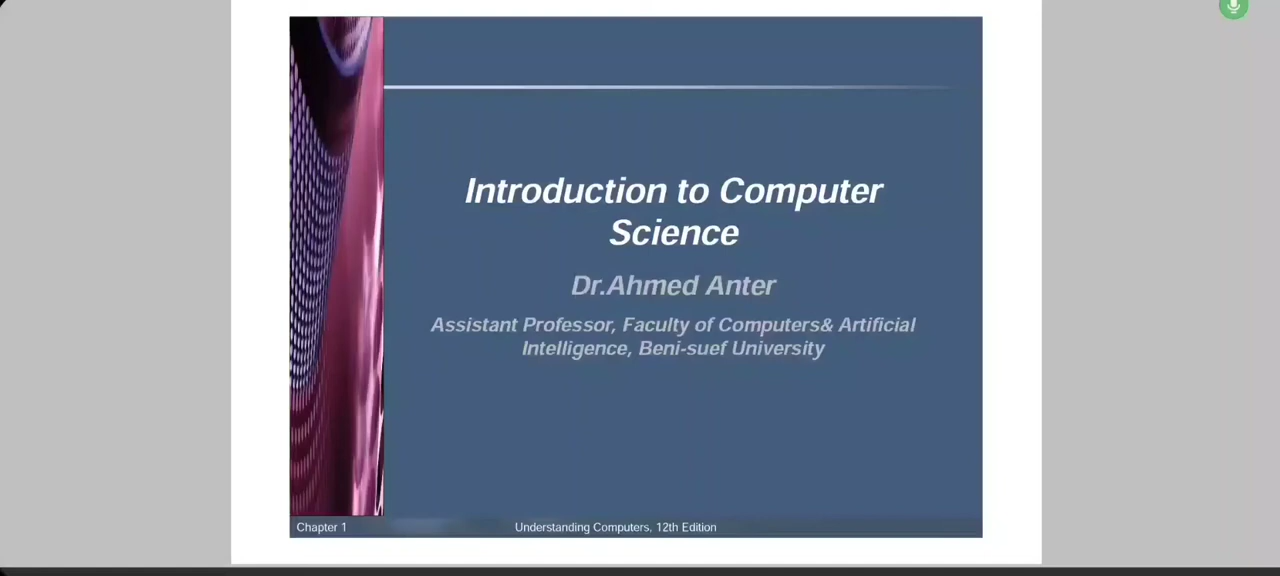 Introduction to Computer
Science
Dr.Ahmed Anter
Assistant Professor, Faculty of Computers& Artificial
Intelligence, Beni-suef University
Chapter 1
Understanding Computers, 12th Edition